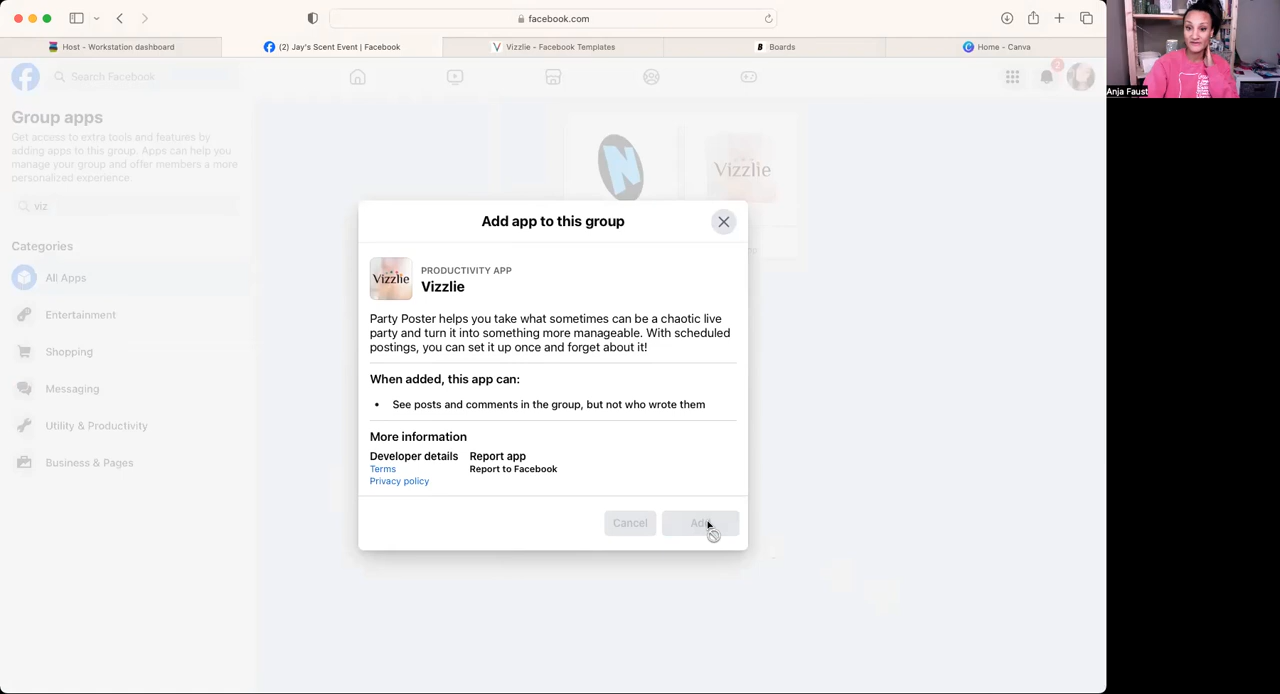 facebook.com
Host - Workstation dashboard
(2) Jay's Scent Event | Facebook
Vizzlie - Facebook Templates
Boards
Home - Canva
Search Facebook
2
Group apps
Get access to extra tools and features by
adding apps to this group. Apps can help you
manage your group and offer members a more
personalized experience.
viz
Categories
All Apps
Entertainment
Shopping
Messaging
Utility & Productivity
Business & Pages
N
Vizzlie
Add app to this group
Vizzlie
PRODUCTIVITY APP
Vizzlie
Party Poster helps you take what sometimes can be a chaotic live
party and turn it into something more manageable. With scheduled
postings, you can set it up once and forget about it!
When added, this app can:
• See posts and comments in the group, but not who wrote them
More information
Developer details
Terms
Privacy policy
Report app
Report to Facebook
Cancel
Add
Anja Faust